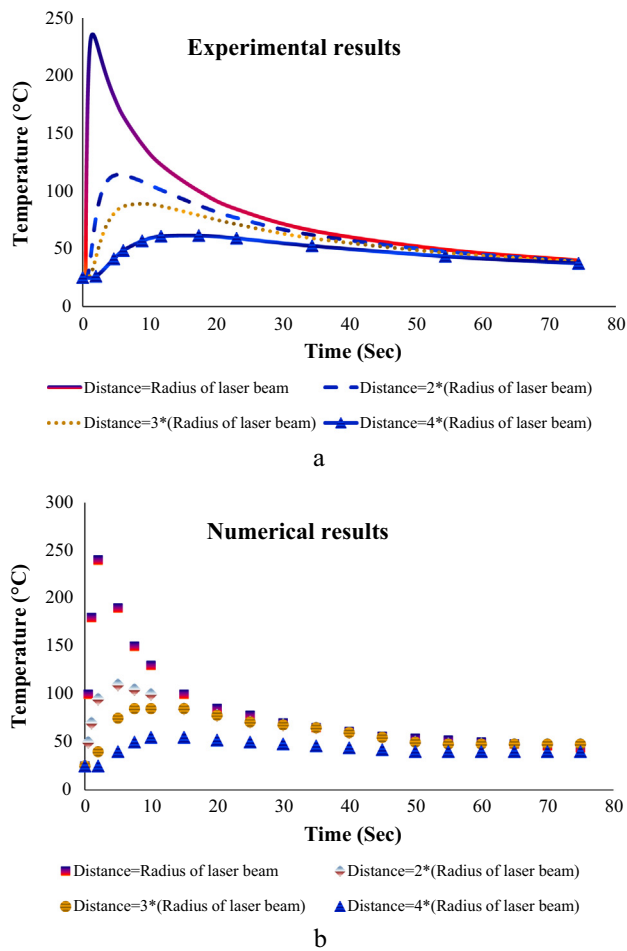 Experimental results
Temperature (°C)
250
200
150
100
50
0
0 10 20 30 40 50 60 70 80
Time (Sec)
Distance=Radius of laser beam Distance=2*(Radius of laser beam)
Distance=3*(Radius of laser beam) Distance=4*(Radius of laser beam)
a
Numerical results
Temperature (°C)
300
250
200
150
100
50
0
0 10 20 30 40 50 60 70 80
Time (Sec)
Distance=Radius of laser beam Distance=2*(Radius of laser beam)
Distance=3*(Radius of laser beam) Distance=4*(Radius of laser beam)
b